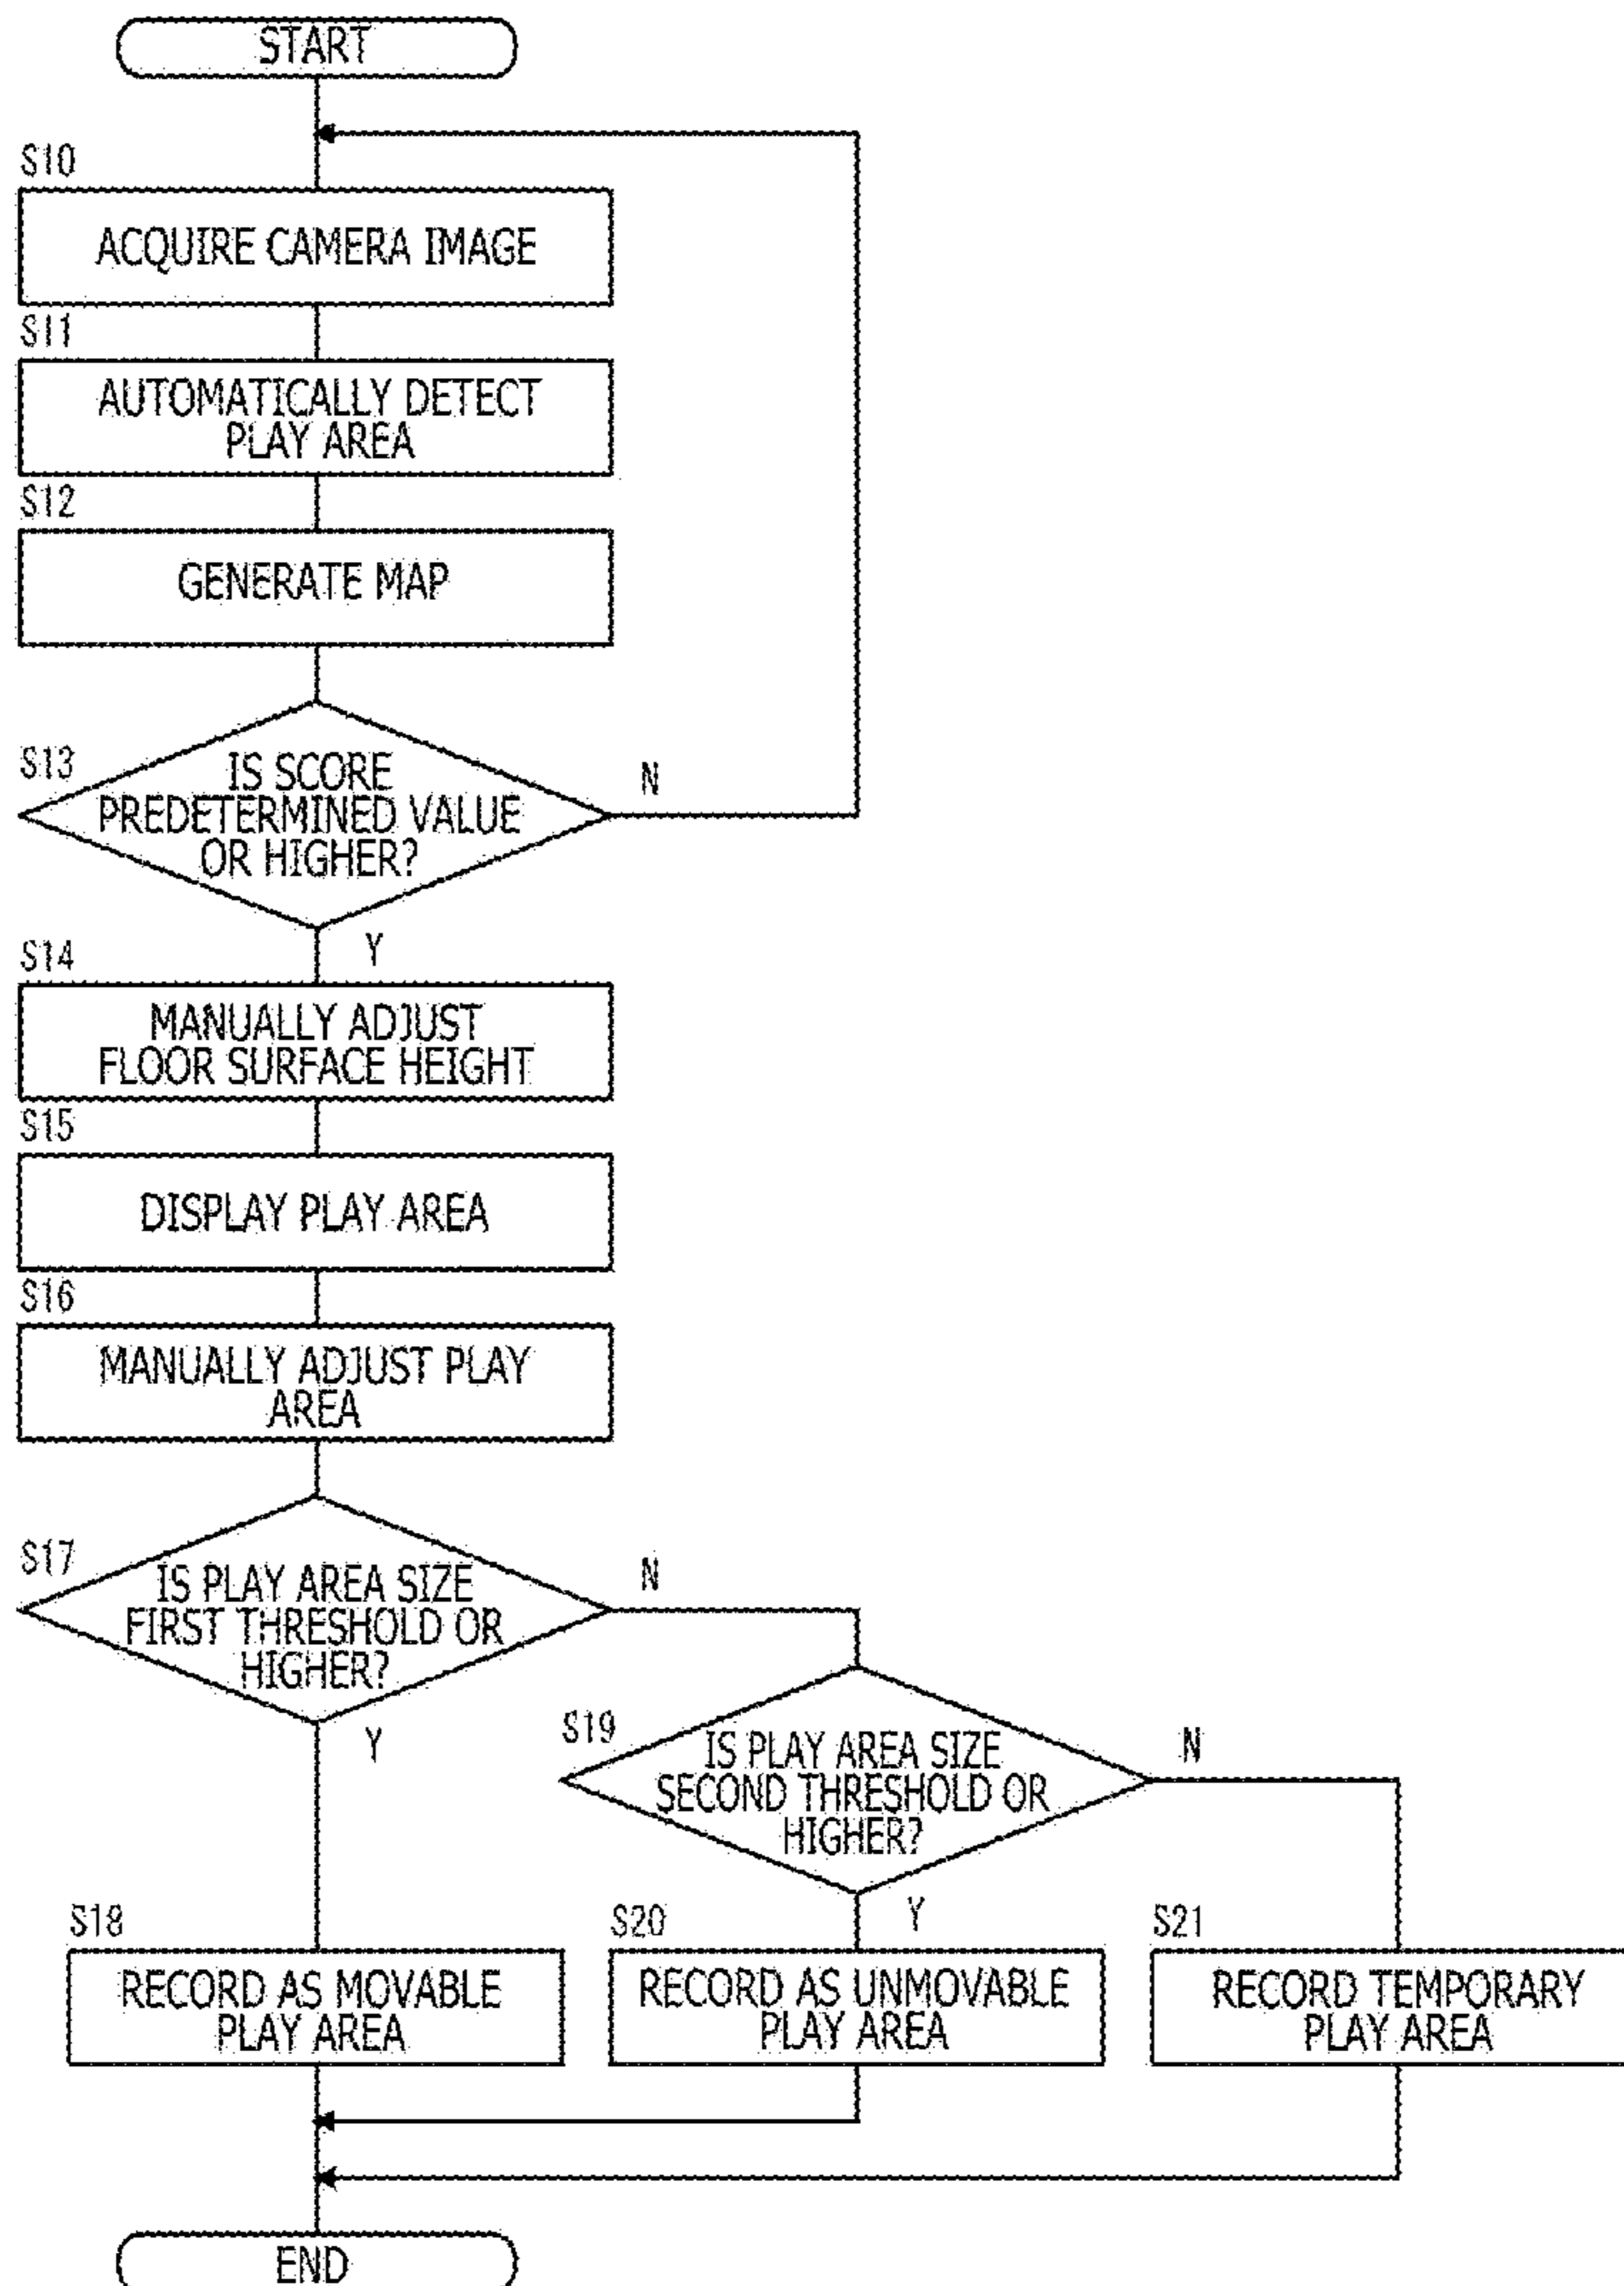 START
S10
ACQUIRE CAMERA IMAGE
S11
AUTOMATICALLY DETECT
PLAY AREA
S12
GENERATE MAP
S13
IS SCORE
PREDETERMINED VALUE
OR HIGHER?
N
Y
S14
MANUALLY ADJUST
FLOOR SURFACE HEIGHT
S15
DISPLAY PLAY AREA
S16
MANUALLY ADJUST PLAY
AREA
S17
IS PLAY AREA SIZE
FIRST THRESHOLD OR
HIGHER?
N
Y
S19
IS PLAY AREA SIZE
SECOND THRESHOLD OR
HIGHER?
N
Y
S18
RECORD AS MOVABLE
PLAY AREA
S20
RECORD AS UNMOVABLE
PLAY AREA
S21
RECORD TEMPORARY
PLAY AREA
END